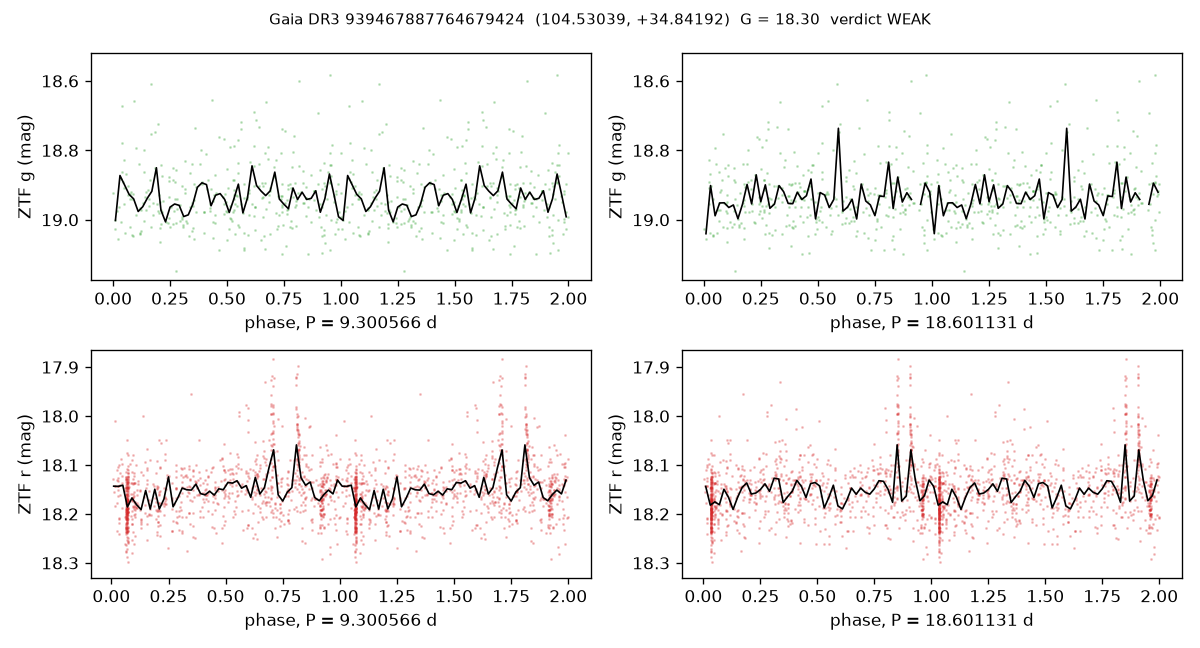 Gaia DR3 939467887764679424  (104.53039, +34.84192)  G = 18.30  verdict WEAK
ZTF g (mag)
18.6
18.8
19.0
0.00 0.25 0.50 0.75 1.00 1.25 1.50 1.75 2.00
phase, P = 9.300566 d
ZTF g (mag)
18.6
18.8
19.0
0.00 0.25 0.50 0.75 1.00 1.25 1.50 1.75 2.00
phase, P = 18.601131 d
ZTF r (mag)
17.9
18.0
18.1
18.2
18.3
0.00 0.25 0.50 0.75 1.00 1.25 1.50 1.75 2.00
phase, P = 9.300566 d
ZTF r (mag)
17.9
18.0
18.1
18.2
18.3
0.00 0.25 0.50 0.75 1.00 1.25 1.50 1.75 2.00
phase, P = 18.601131 d